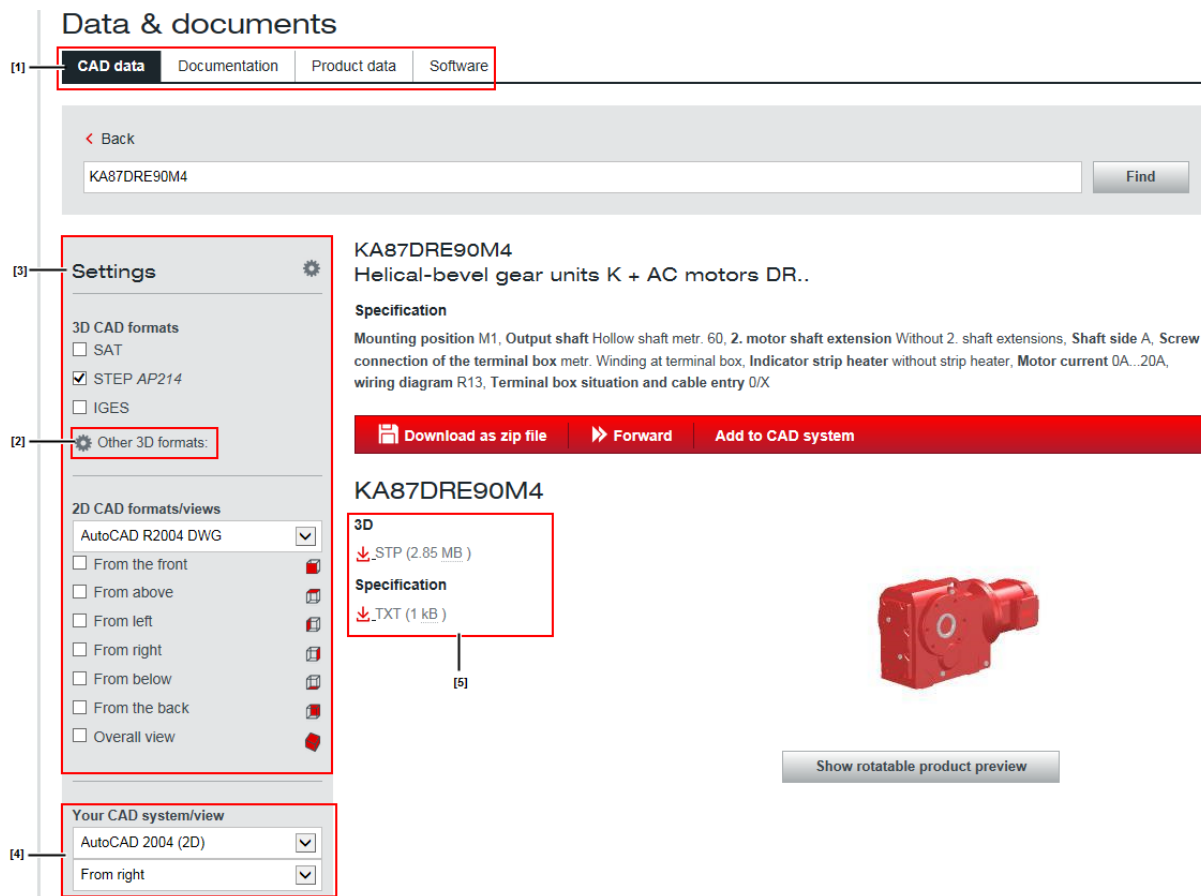 Data & documents
[1]
CAD data Documentation Product data Software
Back
KA87DRE90M4 Find
[3]
Settings
3D CAD formats
SAT
STEP AP214
IGES
[2]
Other 3D formats:
2D CAD formats/views
AutoCAD R2004 DWG
From the front
From above
From left
From right
From below
From the back
Overall view
[4]
Your CAD system/view
AutoCAD 2004 (2D)
From right
KA87DRE90M4
Helical-bevel gear units K + AC motors DR..
Specification
Mounting position M1, Output shaft Hollow shaft metr. 60, 2. motor shaft extension Without 2. shaft extensions, Shaft side A, Screw
connection of the terminal box metr. Winding at terminal box, Indicator strip heater without strip heater, Motor current 0A...20A,
wiring diagram R13, Terminal box situation and cable entry 0/X
Download as zip file Forward Add to CAD system
KA87DRE90M4
3D
STP (2.85 MB )
Specification
TXT (1 kB )
[5]
Show rotatable product preview